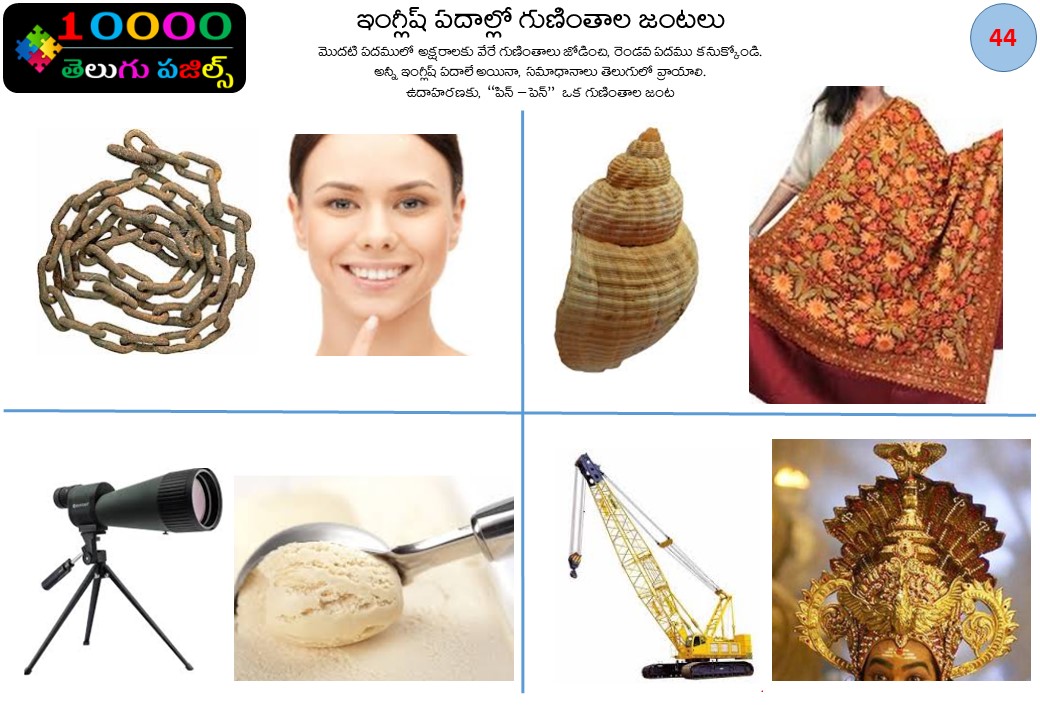 10000
తెలుగు పజిల్స్
ఇంగ్లీష్ పదాల్లో గుణింతాల జంటలు
44
మొదటి పదములో అక్షరాలకు వేరే గుణింతాలు జోడించి, రెండవ పదము కనుక్కోండి.
అన్నీ ఇంగ్లీష్ పదాలే అయినా, సమాధానాలు తెలుగులో వ్రాయాలి.
ఉదాహరణకు, “పిన్ – పెన్” ఒక గుణింతాల జంట